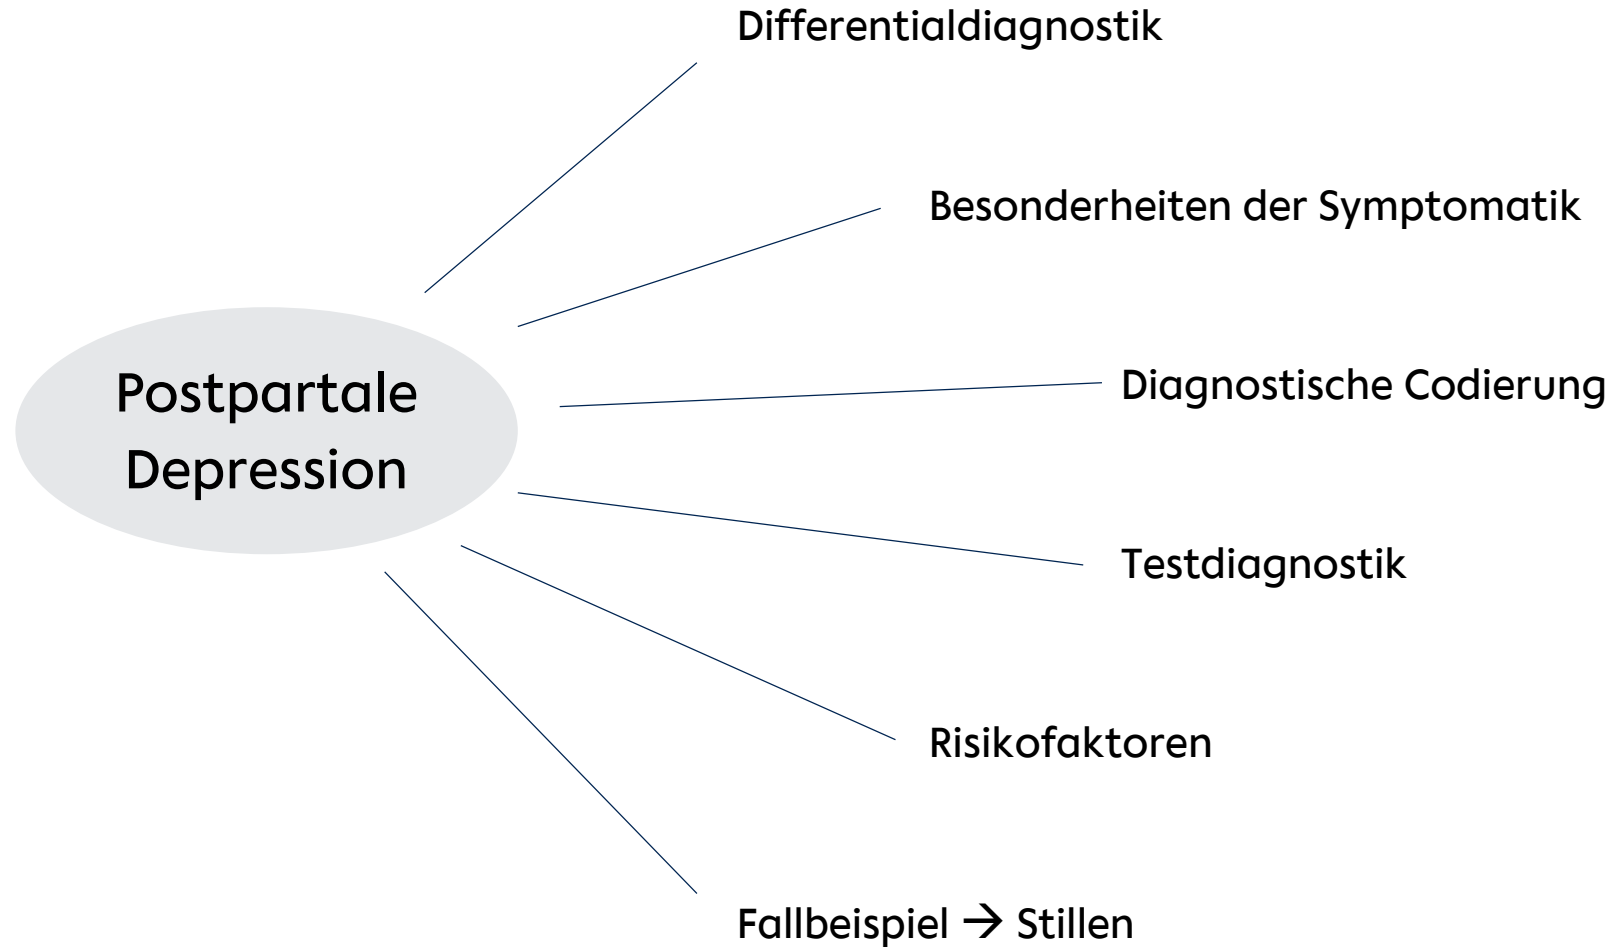 Differentialdiagnostik
Besonderheiten der Symptomatik
Postpartale
Depression
Diagnostische Codierung
Testdiagnostik
Risikofaktoren
Fallbeispiel → Stillen